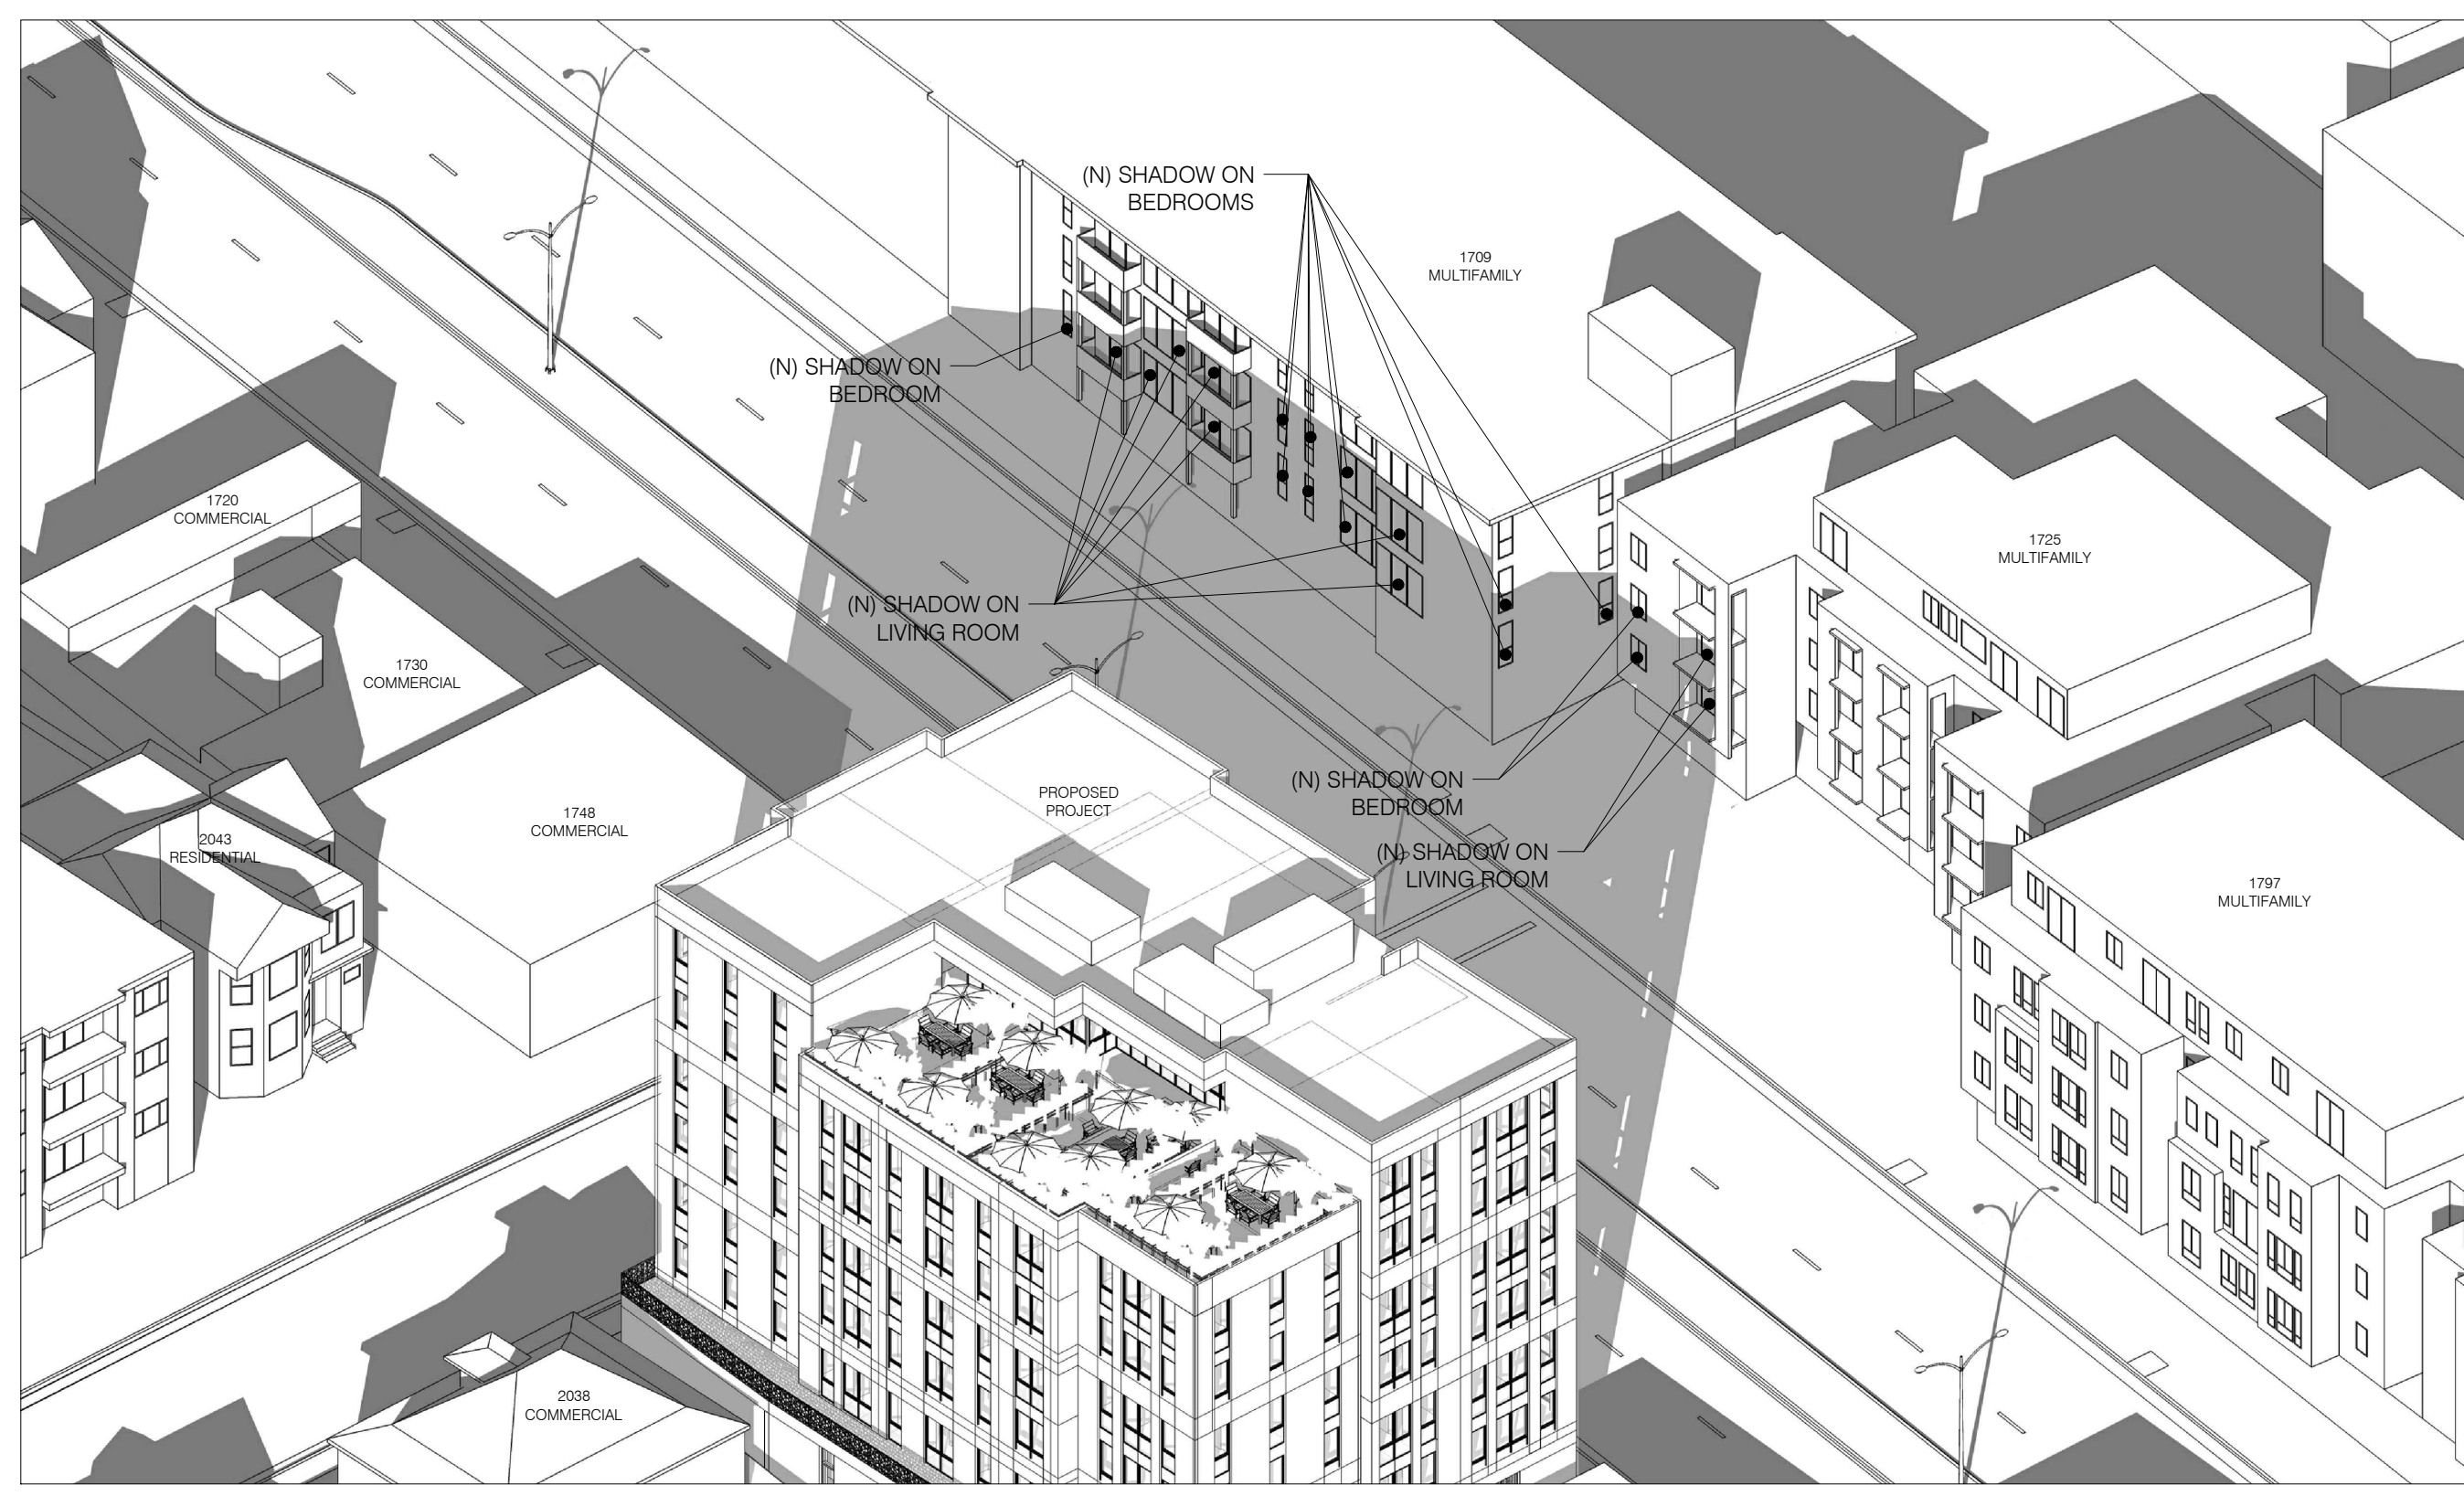 (N) SHADOW ON
BEDROOMS
1709
MULTIFAMILY
(N) SHADOW ON
BEDROOM
1720
COMMERCIAL
1725
MULTIFAMILY
(N) SHADOW ON
LIVING ROOM
1730
COMMERCIAL
(N) SHADOW ON
BEDROOM
PROPOSED
PROJECT
1748
COMMERCIAL
2043
RESIDENTIAL
(N) SHADOW ON
LIVING ROOM
1797
MULTIFAMILY
2038
COMMERCIAL